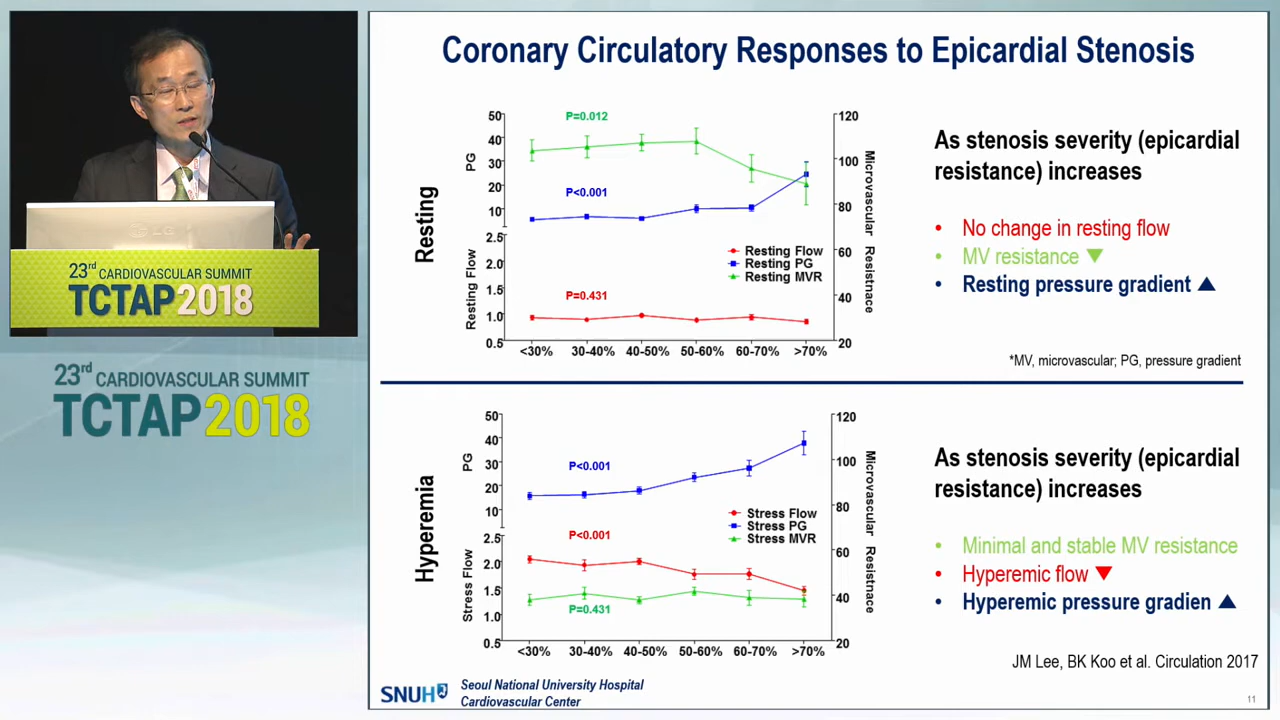 Coronary Circulatory Responses to Epicardial Stenosis
Resting
PG
50
40
30
20
10
Resting Flow
2.5
2.0
1.5
1.0
0.5
P=0.012
P<0.001
P=0.431
Resting Flow
Resting PG
Resting MVR
<30%
30-40%
40-50%
50-60%
60-70%
>70%
120
100
80
60
40
20
Microvascular Resistnace
As stenosis severity (epicardial
resistance) increases
• No change in resting flow
• MV resistance ▼
• Resting pressure gradient ▲
*MV, microvascular; PG, pressure gradient
Hyperemia
PG
50
40
30
20
10
Stress Flow
2.5
2.0
1.5
1.0
0.5
P<0.001
P<0.001
P=0.431
Stress Flow
Stress PG
Stress MVR
<30%
30-40%
40-50%
50-60%
60-70%
>70%
120
100
80
60
40
20
Microvascular Resistnace
As stenosis severity (epicardial
resistance) increases
• Minimal and stable MV resistance
• Hyperemic flow ▼
• Hyperemic pressure gradien ▲
JM Lee, BK Koo et al. Circulation 2017
SNUH
Seoul National University Hospital
Cardiovascular Center
11
LG
23rd CARDIOVASCULAR SUMMIT
TCTAP2018
23rd CARDIOVASCULAR SUMMIT
TCTAP2018